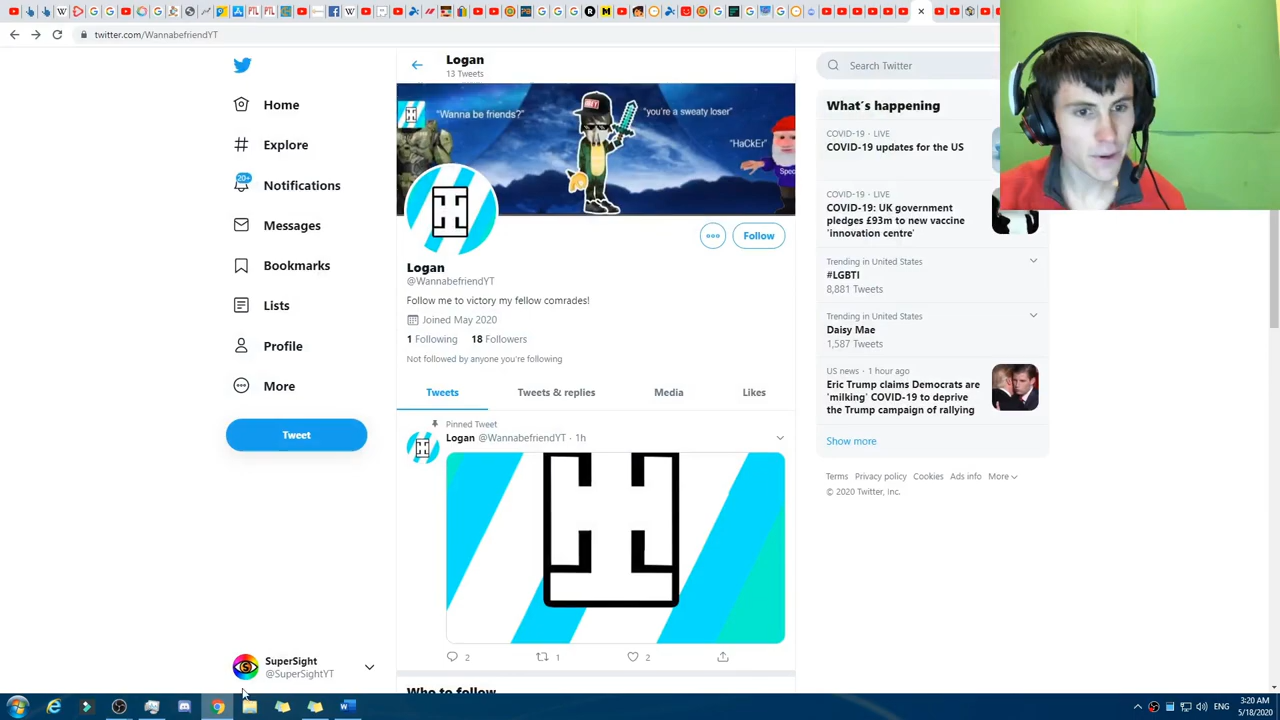 twitter.com/WannabefriendYT
Logan
13 Tweets
"Wanna be friends?"
"you're a sweaty loser"
"HaCkEr"
OBEY
Home
Explore
20+
Notifications
Messages
Bookmarks
Lists
Profile
More
Tweet
SuperSight
@SuperSightYT
Follow
Logan
@WannabefriendYT
Follow me to victory my fellow comrades!
Joined May 2020
1 Following 18 Followers
Not followed by anyone you're following
Tweets Tweets & replies Media Likes
Pinned Tweet
Logan @WannabefriendYT · 1h
2 1 2
Who to follow
Search Twitter
What's happening
COVID-19 · LIVE
COVID-19 updates for the US
COVID-19 · LIVE
COVID-19: UK government
pledges £93m to new vaccine
'innovation centre'
Trending in United States
#LGBTI
8,881 Tweets
Trending in United States
Daisy Mae
1,587 Tweets
US news · 1 hour ago
Eric Trump claims Democrats are
'milking' COVID-19 to deprive
the Trump campaign of rallying
Show more
Terms Privacy policy Cookies Ads info More
© 2020 Twitter, Inc.
ENG
3:20 AM
5/18/2020